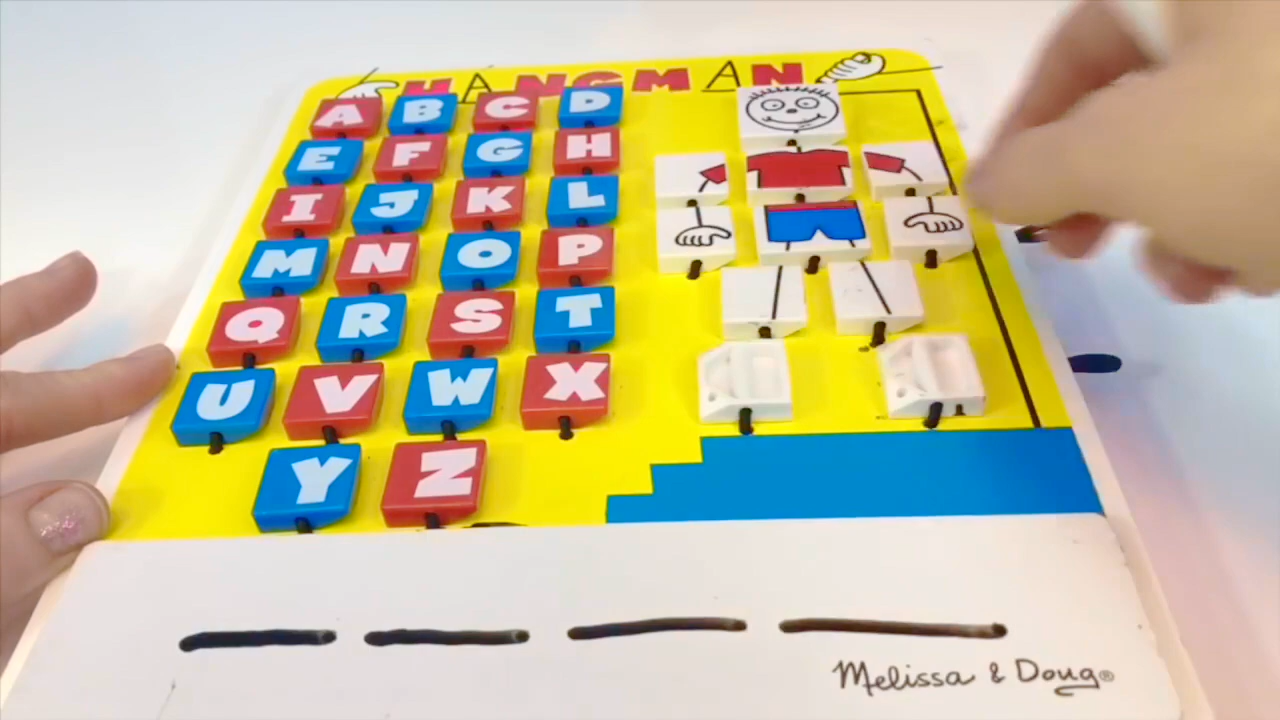 HANGMAN
A B C D
E F G H
I J K L
M N O P
Q R S T
U V W X
Y Z
Melissa & Doug®